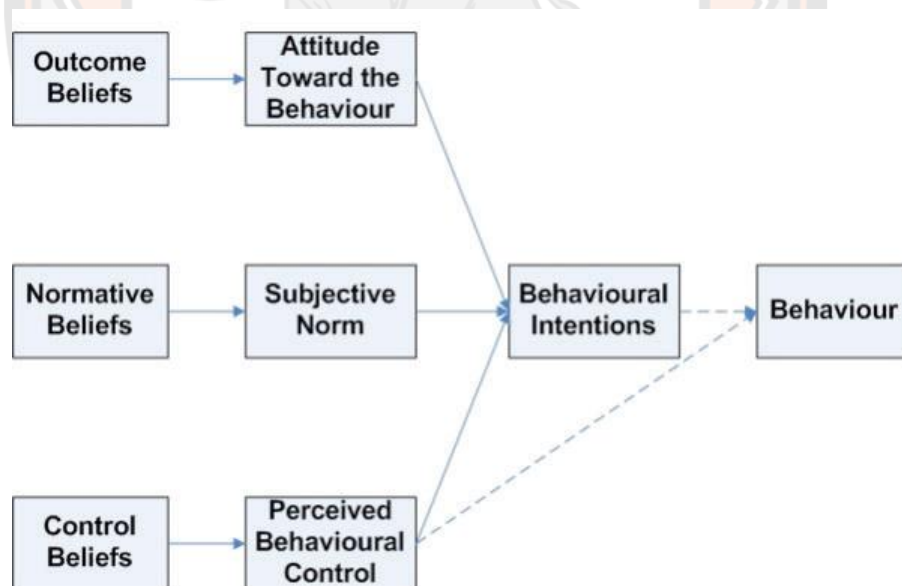 Outcome
Beliefs
Attitude
Toward the
Behaviour
Normative
Beliefs
Subjective
Norm
Behavioural
Intentions
Behaviour
Control
Beliefs
Perceived
Behavioural
Control